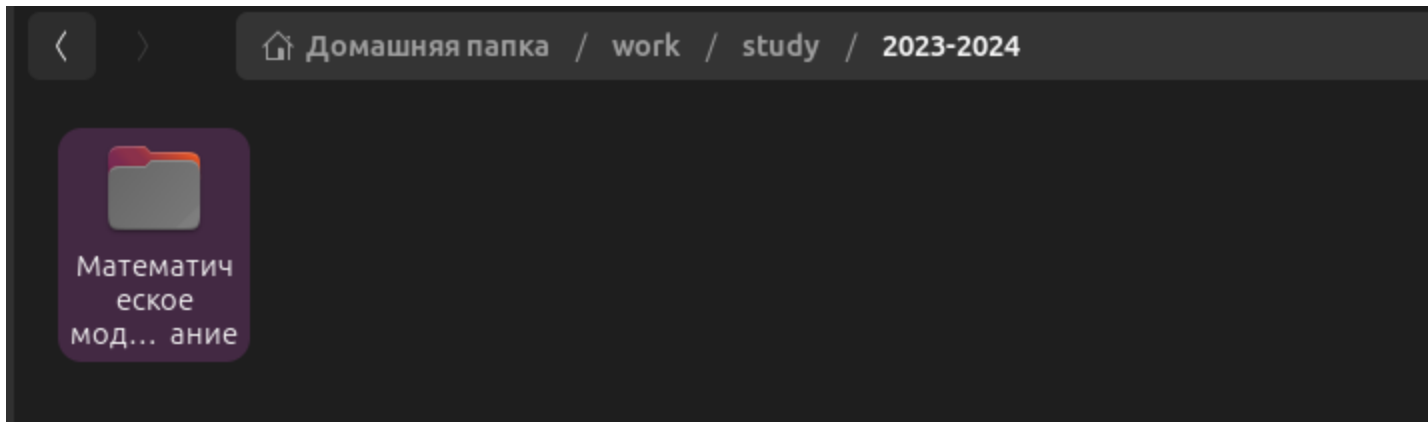 Домашняя папка / work / study / 2023-2024
Математич
еское
мод... ание